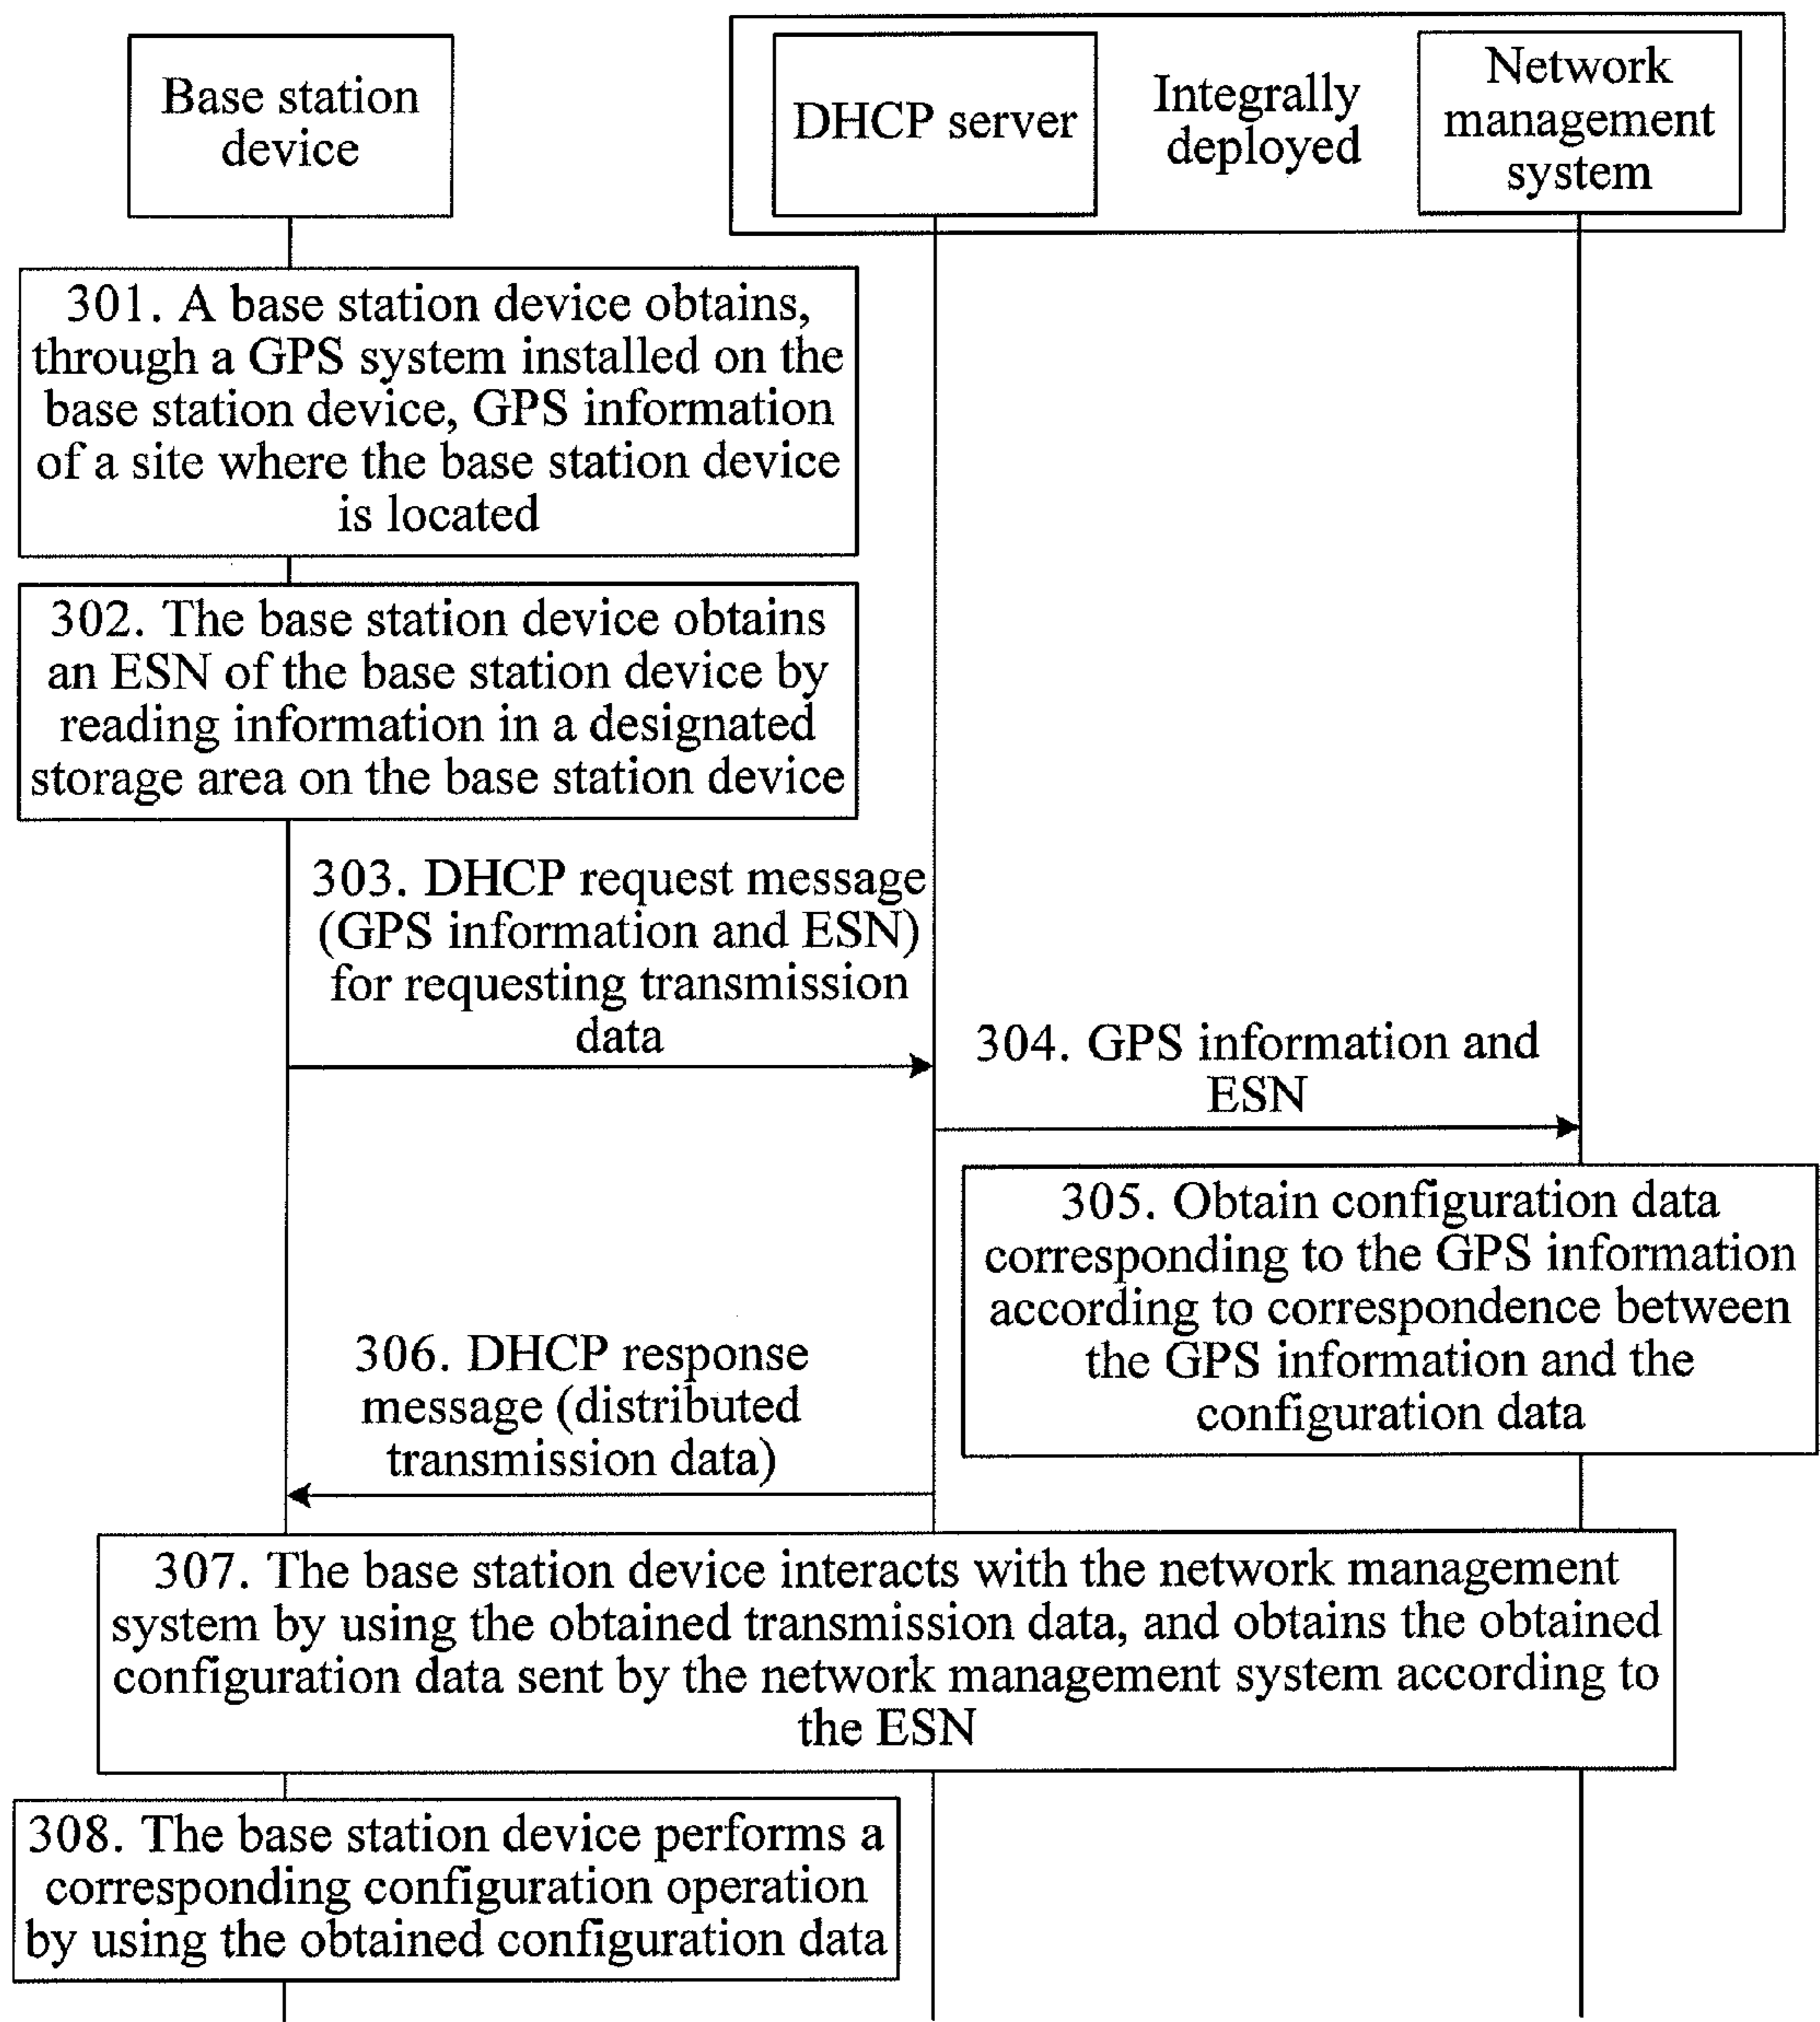 Base station
device
DHCP server
Integrally
deployed
Network
management
system
301. A base station device obtains,
through a GPS system installed on the
base station device, GPS information
of a site where the base station device
is located
302. The base station device obtains
an ESN of the base station device by
reading information in a designated
storage area on the base station device
303. DHCP request message
(GPS information and ESN)
for requesting transmission
data
304. GPS information and
ESN
305. Obtain configuration data
corresponding to the GPS information
according to correspondence between
the GPS information and the
configuration data
306. DHCP response
message (distributed
transmission data)
307. The base station device interacts with the network management
system by using the obtained transmission data, and obtains the obtained
configuration data sent by the network management system according to
the ESN
308. The base station device performs a
corresponding configuration operation
by using the obtained configuration data